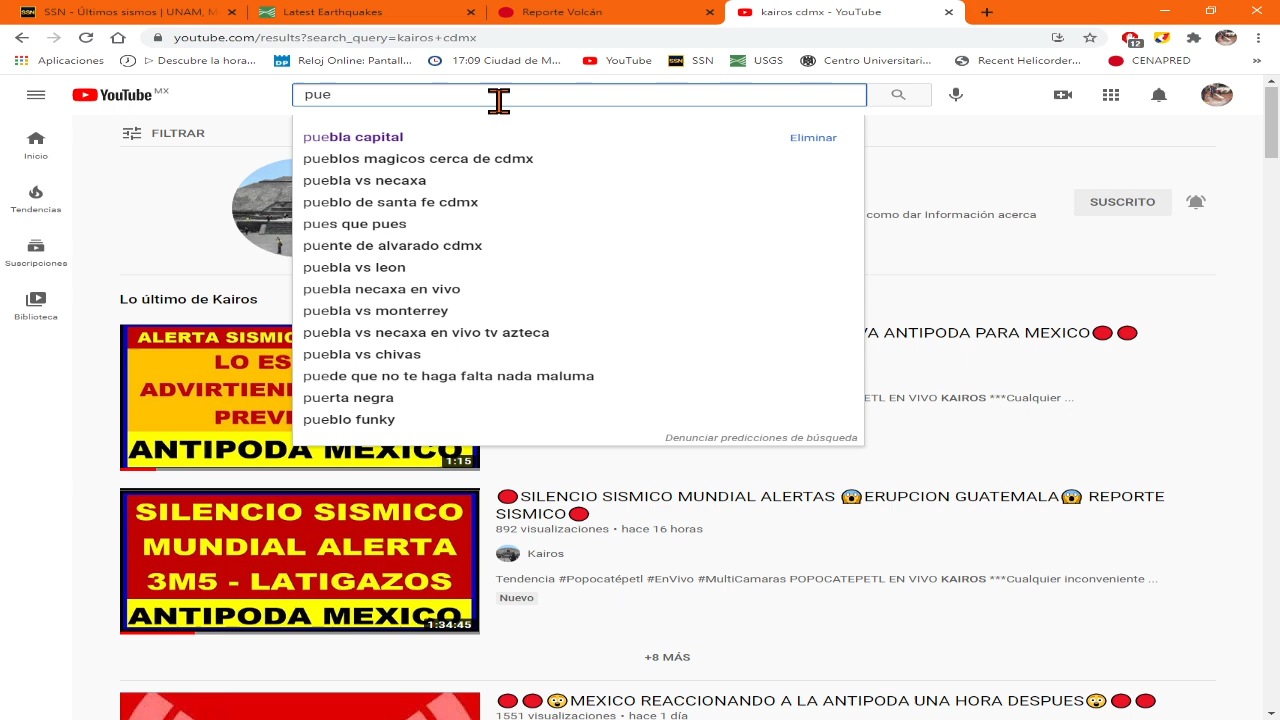 SSN - Últimos sismos | UNAM, M
Latest Earthquakes
Reporte Volcán
kairos cdmx - YouTube
youtube.com/results?search_query=kairos+cdmx
12
Aplicaciones
▷ Descubre la hora...
Reloj Online: Pantall...
17:09 Ciudad de M...
YouTube
SSN
USGS
Centro Universitari...
Recent Helicorder...
CENAPRED
»
YouTube MX
pue
FILTRAR
Inicio
Tendencias
Suscripciones
Biblioteca
puebla capital
Eliminar
pueblos magicos cerca de cdmx
puebla vs necaxa
pueblo de santa fe cdmx
pues que pues
puente de alvarado cdmx
puebla vs leon
puebla necaxa en vivo
puebla vs monterrey
puebla vs necaxa en vivo tv azteca
puebla vs chivas
puede que no te haga falta nada maluma
puerta negra
pueblo funky
Denunciar predicciones de búsqueda
como dar Información acerca
SUSCRITO
Lo último de Kairos
ALERTA SISMIC
LO ES
ADVIRTIEN
PREV
ANTIPODA MEXICO
1:15
VA ANTIPODA PARA MEXICO🔴🔴
ETL EN VIVO KAIROS ***Cualquier ...
SILENCIO SISMICO
MUNDIAL ALERTA
3M5 - LATIGAZOS
ANTIPODA MEXICO
1:34:45
🔴SILENCIO SISMICO MUNDIAL ALERTAS 😱ERUPCION GUATEMALA😱 REPORTE
SISMICO🔴
892 visualizaciones • hace 16 horas
Kairos
Tendencia #Popocatépetl #EnVivo #MultiCamaras POPOCATEPETL EN VIVO KAIROS ***Cualquier inconveniente ...
Nuevo
+8 MÁS
🔴🔴😲MEXICO REACCIONANDO A LA ANTIPODA UNA HORA DESPUES😲🔴🔴
1551 visualizaciones • hace 1 día